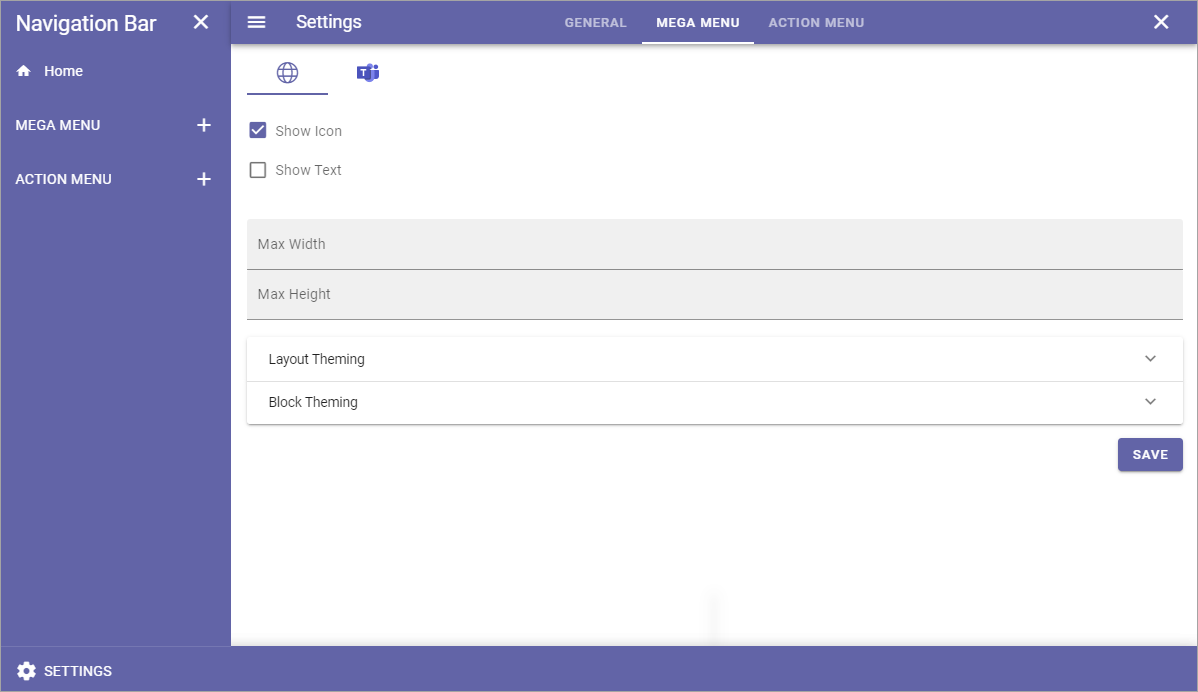 Navigation Bar
Settings
GENERAL
MEGA MENU
ACTION MENU
Home
MEGA MENU
ACTION MENU
T
Show Icon
Show Text
Max Width
Max Height
Layout Theming
Block Theming
SAVE
SETTINGS